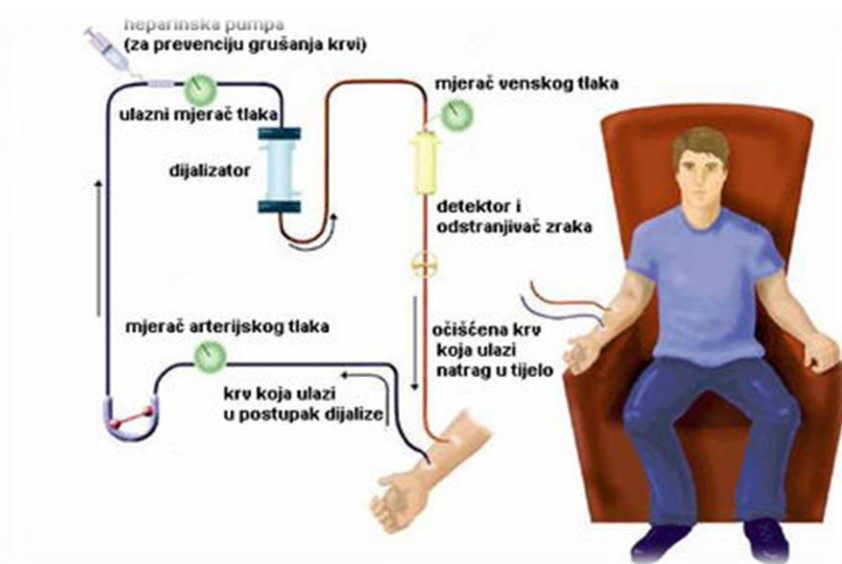 heparinska pumpa
(za prevenciju grušanja krvi)
ulazni mjerač tlaka
mjerač venskog tlaka
dijalizator
detektor i
odstranjivač zraka
mjerač arterijskog tlaka
očišćena krv
koja ulazi
natrag u tijelo
krv koja ulazi
u postupak dijalize